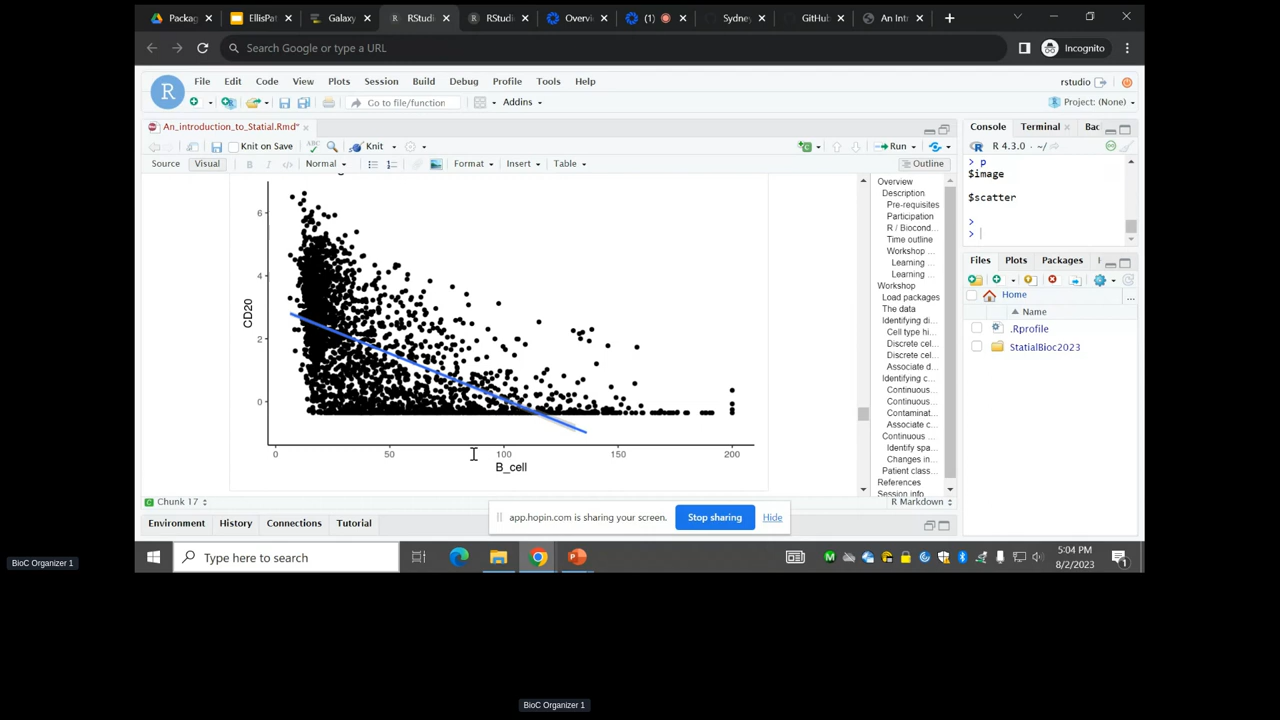 Packag
EllisPat
Galaxy
RStudi
RStudi
Overvi
(1)
Sydney
GitHub
An Intr
Search Google or type a URL
Incognito
R
File Edit Code View Plots Session Build Debug Profile Tools Help
rstudio
Go to file/function
Addins
Project: (None)
An_introduction_to_Statial.Rmd*
Knit on Save
ABC
Knit
Run
Source Visual
B I
Normal
Format
Insert
Table
Outline
6
4
2
0
CD20
0 50 100 150 200
B_cell
Overview
Description
Pre-requisites
Participation
R / Biocond...
Time outline
Workshop ...
Learning ...
Learning ...
Workshop
Load packages
The data
Identifying di...
Cell type hi...
Discrete cel...
Discrete cel...
Associate d...
Identifying c...
Continuous...
Continuous...
Contaminat...
Associate c...
Continuous ...
Identify spa...
Changes in...
Patient class...
References
Session info
Chunk 17
R Markdown
Environment History Connections Tutorial
Console Terminal Bac
R 4.3.0 · ~/
> p
$image
$scatter
>
>
Files Plots Packages
Home
...
Name
.Rprofile
StatialBioc2023
app.hopin.com is sharing your screen.
Stop sharing
Hide
Type here to search
5:04 PM
8/2/2023
1
BioC Organizer 1
BioC Organizer 1